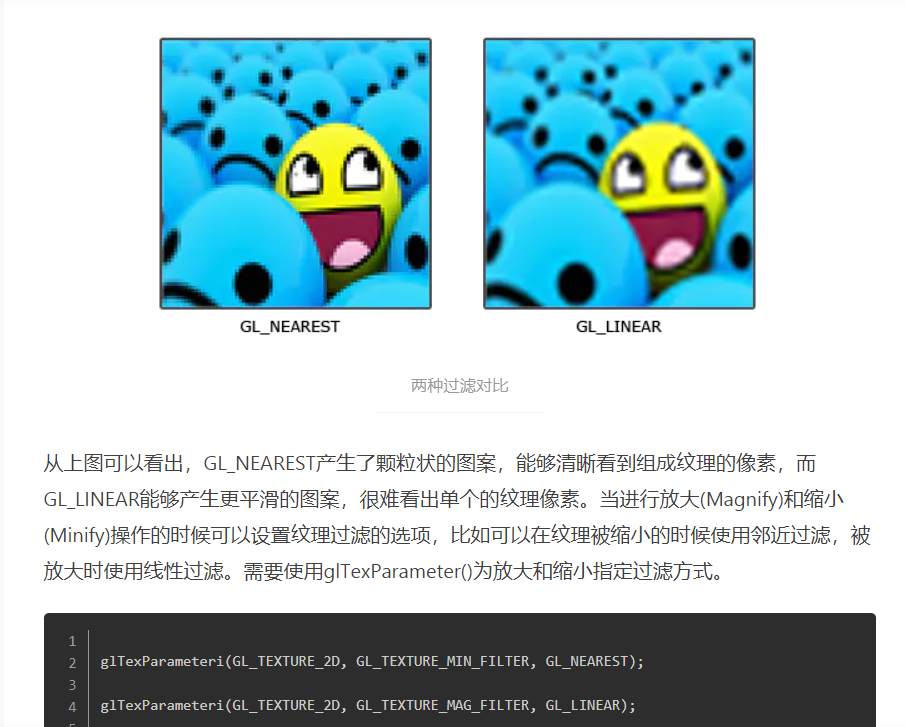 GL_NEAREST
GL_LINEAR
两种过滤对比
从上图可以看出，GL_NEAREST产生了颗粒状的图案，能够清晰看到组成纹理的像素，而
GL_LINEAR能够产生更平滑的图案，很难看出单个的纹理像素。当进行放大(Magnify)和缩小
(Minify)操作的时候可以设置纹理过滤的选项，比如可以在纹理被缩小的时候使用邻近过滤，被
放大时使用线性过滤。需要使用glTexParameter()为放大和缩小指定过滤方式。
1
2 glTexParameteri(GL_TEXTURE_2D, GL_TEXTURE_MIN_FILTER, GL_NEAREST);
3
4 glTexParameteri(GL_TEXTURE_2D, GL_TEXTURE_MAG_FILTER, GL_LINEAR);